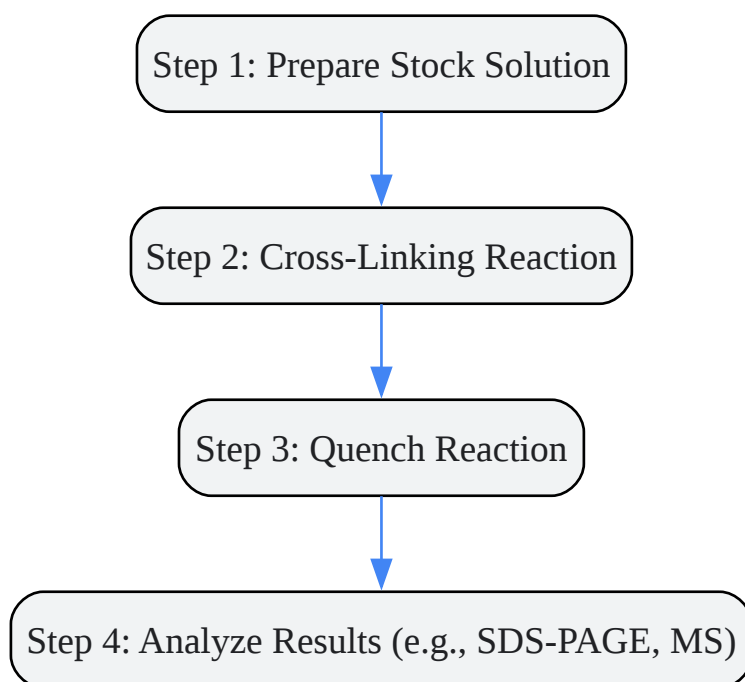 Step 1: Prepare Stock Solution
Step 2: Cross-Linking Reaction
Step 3: Quench Reaction
Step 4: Analyze Results (e.g., SDS-PAGE, MS)